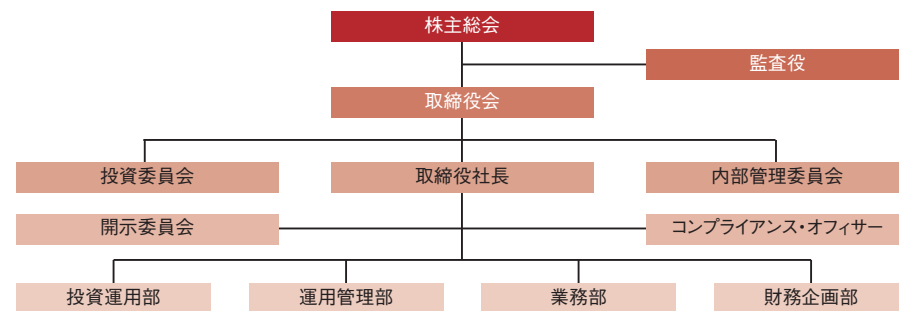 株主総会
監査役
取締役会
投資委員会
取締役社長
内部管理委員会
開示委員会
コンプライアンス・オフィサー
投資運用部
運用管理部
業務部
財務企画部